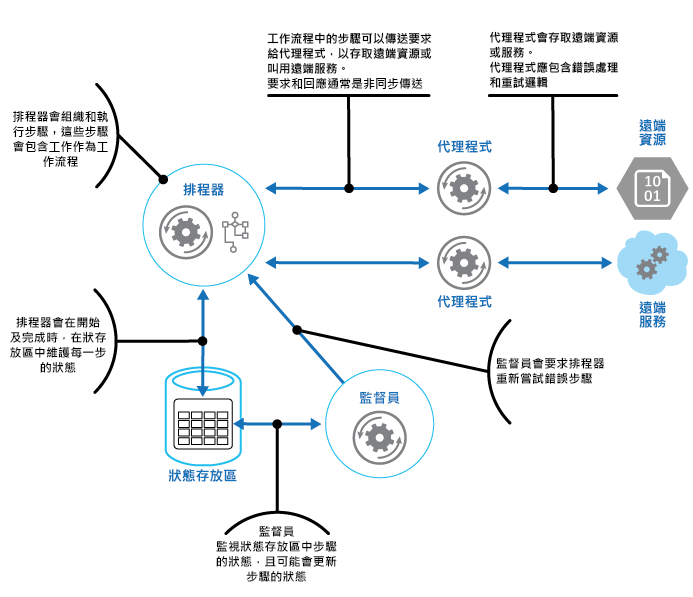 工作流程中的步驟可以傳送要求
給代理程式，以存取遠端資源或
叫用遠端服務。
要求和回應通常是非同步傳送
代理程式會存取遠端資源
或服務。
代理程式應包含錯誤處理
和重試邏輯
排程器會組織和執
行步驟，這些步驟
會包含工作作為工
作流程
排程器
代理程式
遠端
資源
10
01
代理程式
遠端
服務
排程器會在開始
及完成時，在狀存
放區中維護每一步
的狀態
監督員會要求排程器
重新嘗試錯誤步驟
監督員
狀態存放區
監督員
監視狀態存放區中步驟
的狀態，且可能會更新
步驟的狀態